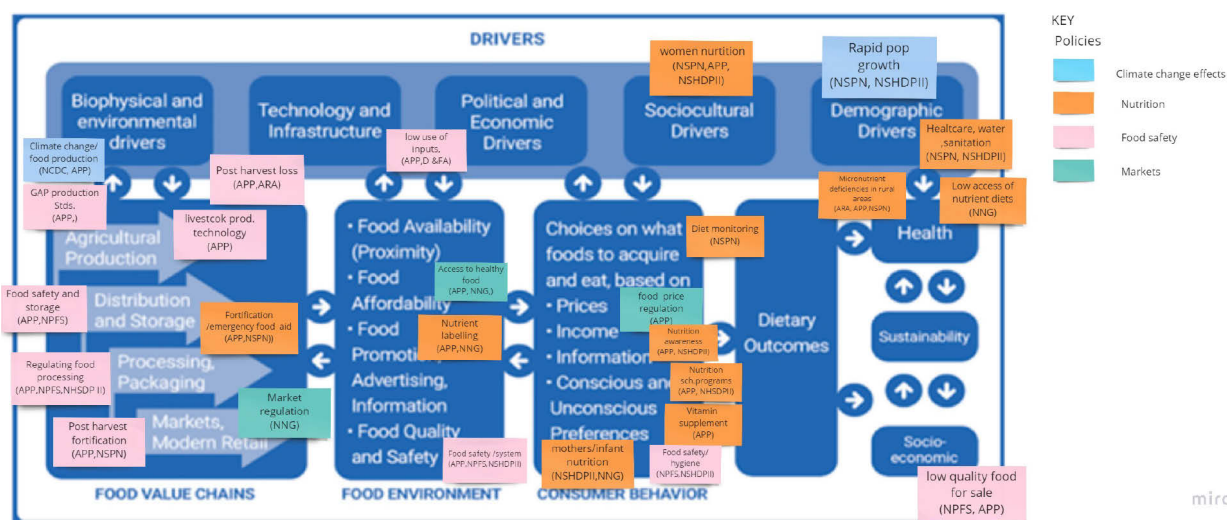 DRIVERS
Biophysical and
environmental
drivers
Technology and
Infrastructure
Political and
Economic
Drivers
women nurtition
(NSPN,APP,
NSHDPII)
Sociocultural
Drivers
Rapid pop
growth
(NSPN, NSHDPII)
Demographic
Drivers
Climate change/
food production
(NCDC, APP)
GAP production
Stds.
(APP,)
Post harvest loss
(APP,ARA)
livestcok prod.
technology
(APP)
low use of
inputs,
(APP,D &FA)
Healtcare, water
,sanitation
(NSPN, NSHDPII)
Micronutrient
deficiencies in rural
areas
(ARA, APP,NSPN)
Low access of
nutrient diets
(NNG)
Agricultural
Production
Food safety and
storage
(APP,NPFS)
Distribution
and Storage
Fortification
/emergency food aid
(APP,NSPN))
Regulating food
processing
(APP,NPFS,NHSDP II)
Processing,
Packaging
Post harvest
fortification
(APP,NSPN)
Markets,
Modern Retail
Market
regulation
(NNG)
FOOD VALUE CHAINS
• Food Availability
(Proximity)
• Food
Affordability
• Food
Promotion,
Advertising,
Information
• Food Quality
and Safety
Access to healthy
food
(APP, NNG,)
Nutrient
labelling
(APP,NNG)
Food safety /system
(APP,NPFS,NSHDPII)
FOOD ENVIRONMENT
Choices on what
foods to acquire
and eat, based on
• Prices
• Income
• Information
• Conscious and
Unconscious
Preferences
Diet monitoring
(NSPN)
food price
regulation
(APP)
Nutrition
awareness
(APP, NSHDPII)
Nutrition
sch.programs
(APP, NHSDPII)
Vitamin
supplement
(APP)
mothers/infant
nutrition
(NSHDPII,NNG)
Food safety/
hygiene
(NPFS,NSHDPII)
CONSUMER BEHAVIOR
Dietary
Outcomes
Health
Sustainability
Socio-
economic
low quality food
for sale
(NPFS, APP)
KEY
Policies
Climate change effects
Nutrition
Food safety
Markets